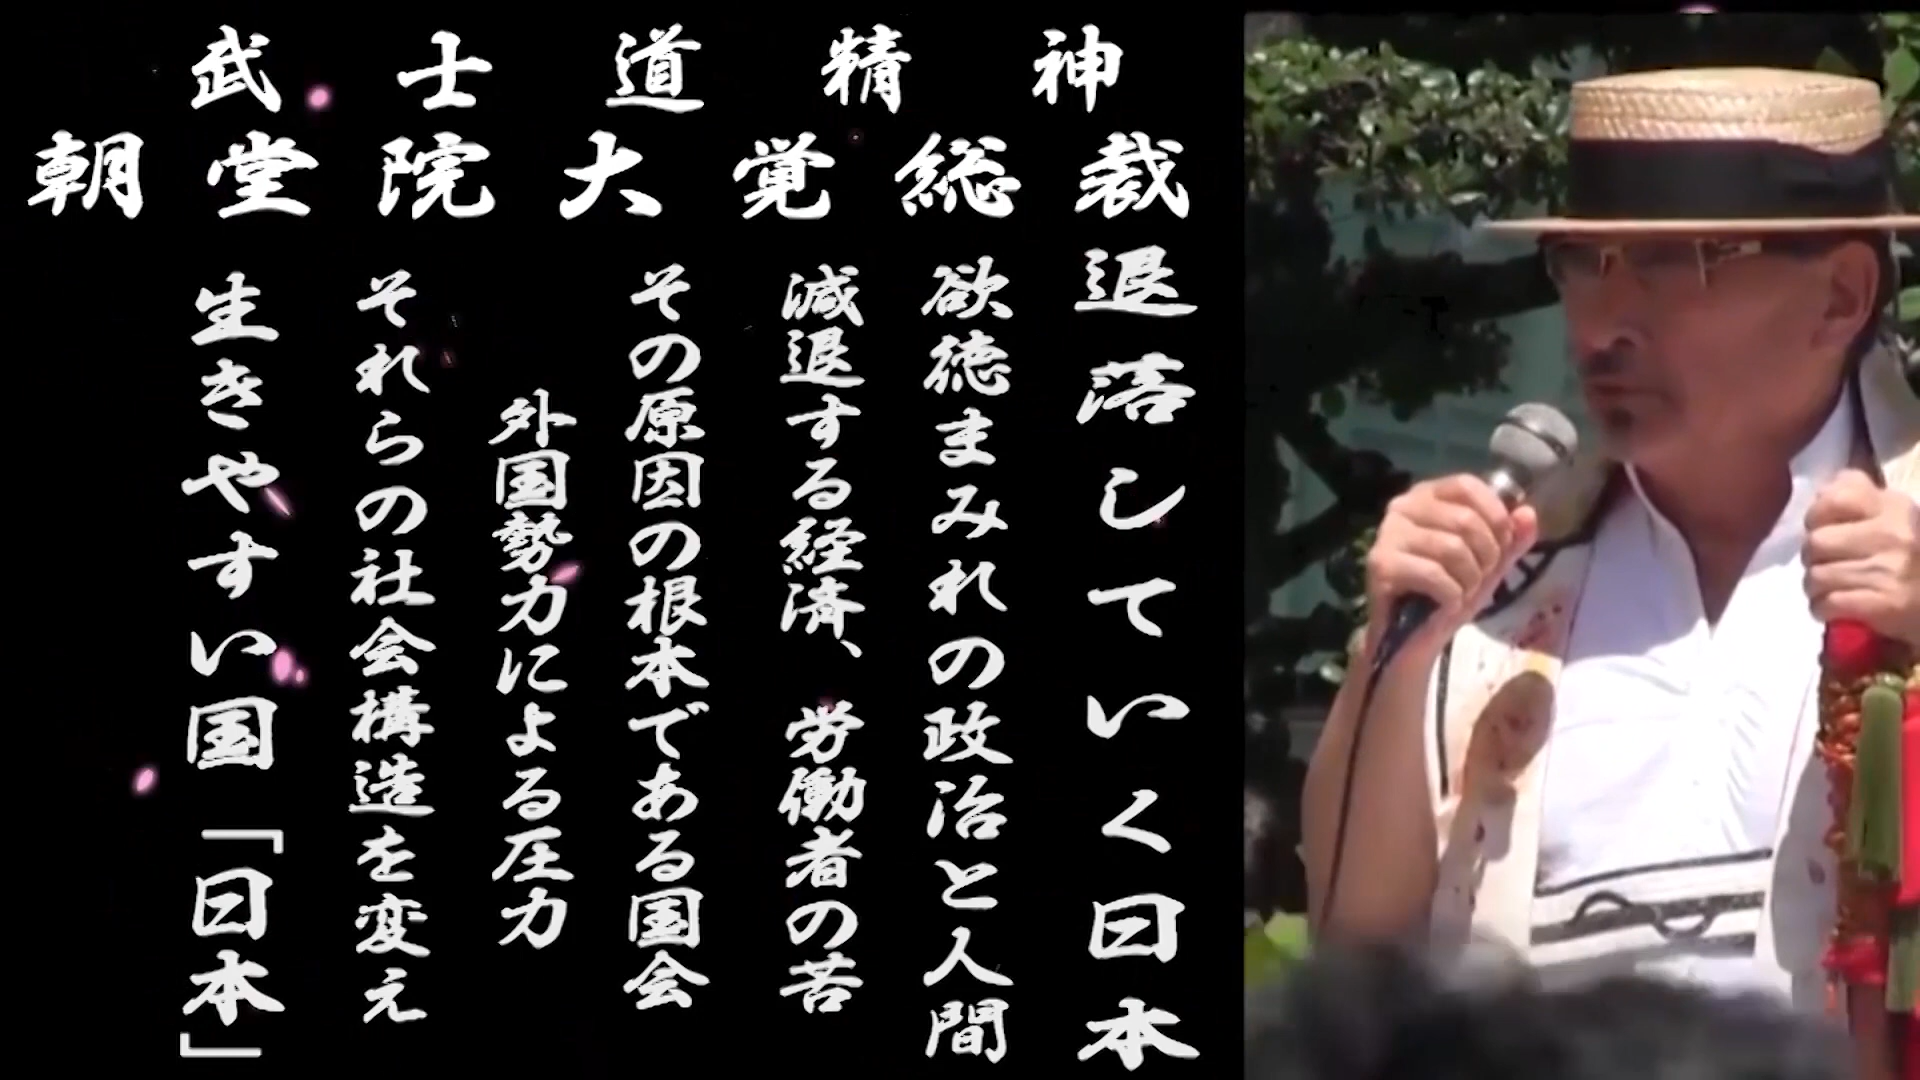 武士道精神
朝堂院大覚総裁
退落していく日本
欲徳まみれの政治と人間
減退する経済、労働者の苦
その原因の根本である国会
外国勢力による圧力
それらの社会構造を変え
生きやすい国「日本」